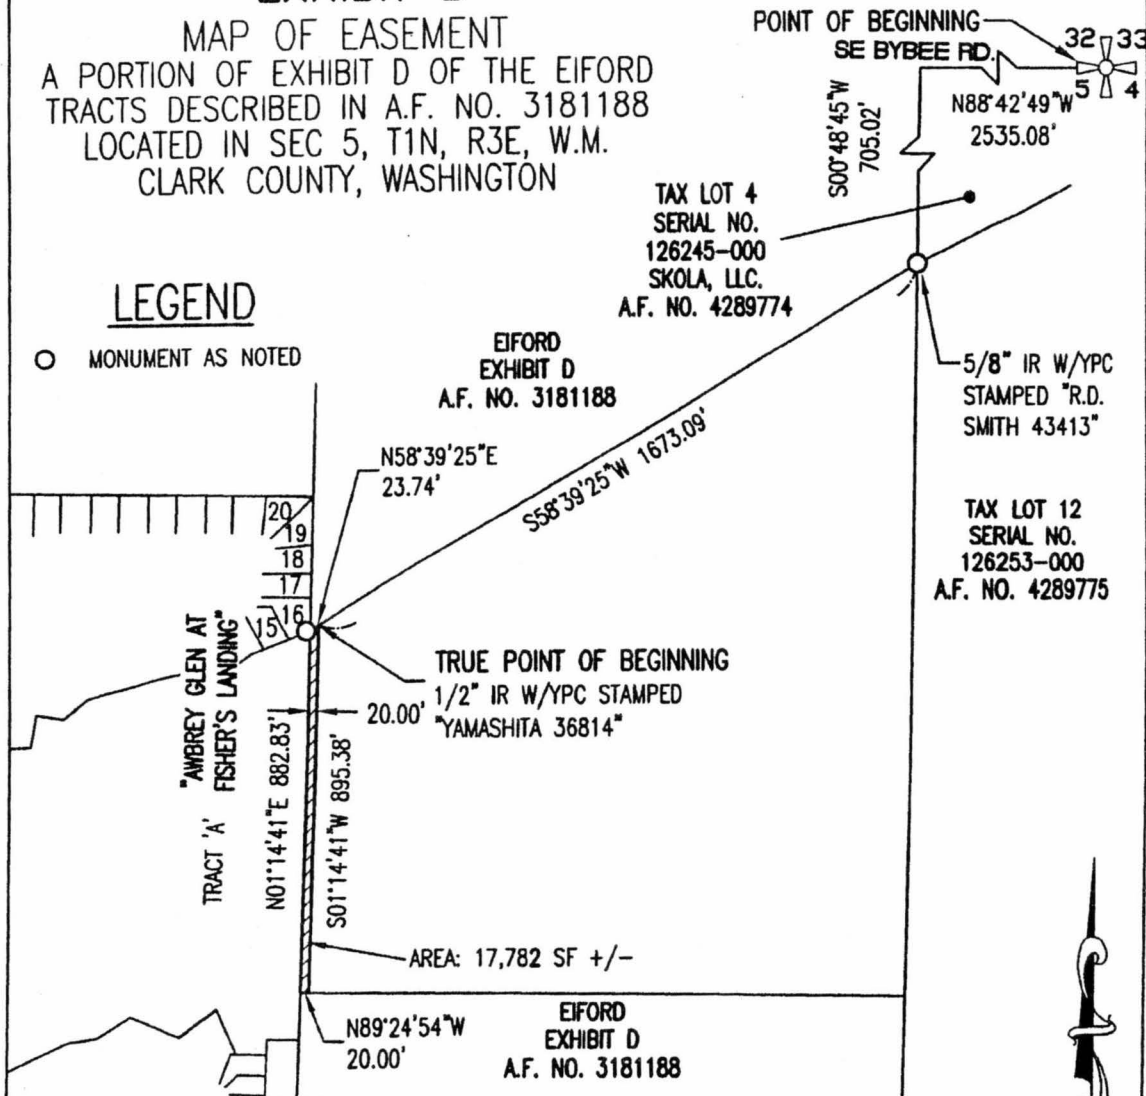 MAP OF EASEMENT
A PORTION OF EXHIBIT D OF THE EIFORD
TRACTS DESCRIBED IN A.F. NO. 3181188
LOCATED IN SEC 5, T1N, R3E, W.M.
CLARK COUNTY, WASHINGTON
POINT OF BEGINNING
SE BYBEE RD.
32 33
5 4
N88°42'49"W
2535.08'
S00°48'45"W
705.02'
TAX LOT 4
SERIAL NO.
126245-000
SKOLA, LLC.
A.F. NO. 4289774
LEGEND
MONUMENT AS NOTED
EIFORD
EXHIBIT D
A.F. NO. 3181188
5/8" IR W/YPC
STAMPED "R.D.
SMITH 43413"
N58°39'25"E
23.74'
S58°39'25"W 1673.09'
TAX LOT 12
SERIAL NO.
126253-000
A.F. NO. 4289775
20
19
18
17
16
15
"AWBREY GLEN AT
FISHER'S LANDING"
TRACT 'A'
TRUE POINT OF BEGINNING
1/2" IR W/YPC STAMPED
"YAMASHITA 36814"
20.00'
N01°14'41"E 882.83'
S01°14'41"W 895.38'
AREA: 17,782 SF +/-
N89°24'54"W
20.00'
EIFORD
EXHIBIT D
A.F. NO. 3181188